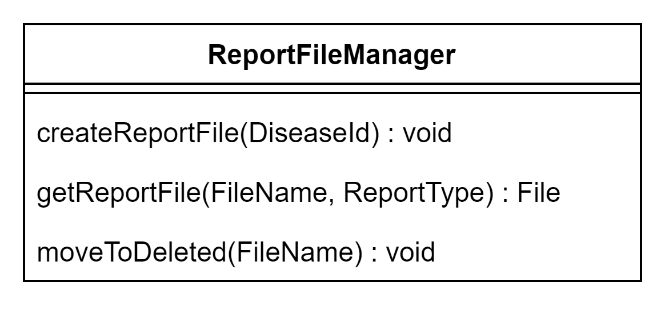 ReportFileManager
createReportFile(DiseaseId) : void
getReportFile(FileName, ReportType) : File
moveToDeleted(FileName) : void